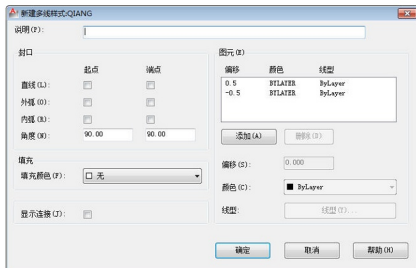 新建多线样式:QIANG
说明(P):
封口
起点 端点
直线(L):
外弧(O):
内弧(R):
角度(N): 90.00 90.00
填充
填充颜色(F): 无
显示连接(J):
图元(E)
偏移 颜色 线型
0.5 BYLAYER ByLayer
-0.5 BYLAYER ByLayer
添加(A) 删除(D)
偏移(S): 0.000
颜色(C): ByLayer
线型: 线型(Y)...
确定 取消 帮助(H)